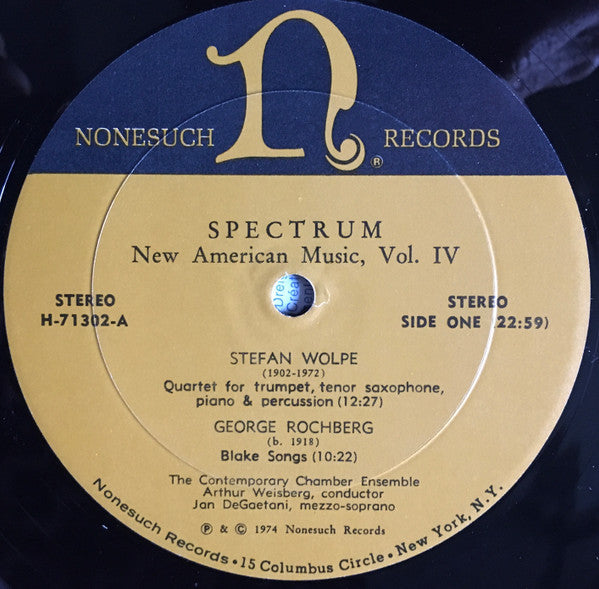 n
NONESUCH RECORDS
®
SPECTRUM
New American Music, Vol. IV
STEREO
H-71302-A
STEREO
SIDE ONE (22:59)
STEFAN WOLPE
(1902-1972)
Quartet for trumpet, tenor saxophone,
piano & percussion (12:27)
GEORGE ROCHBERG
(b. 1918)
Blake Songs (10:22)
The Contemporary Chamber Ensemble
Arthur Weisberg, conductor
Jan DeGaetani, mezzo-soprano
℗ & © 1974 Nonesuch Records
Nonesuch Records • 15 Columbus Circle • New York, N.Y.